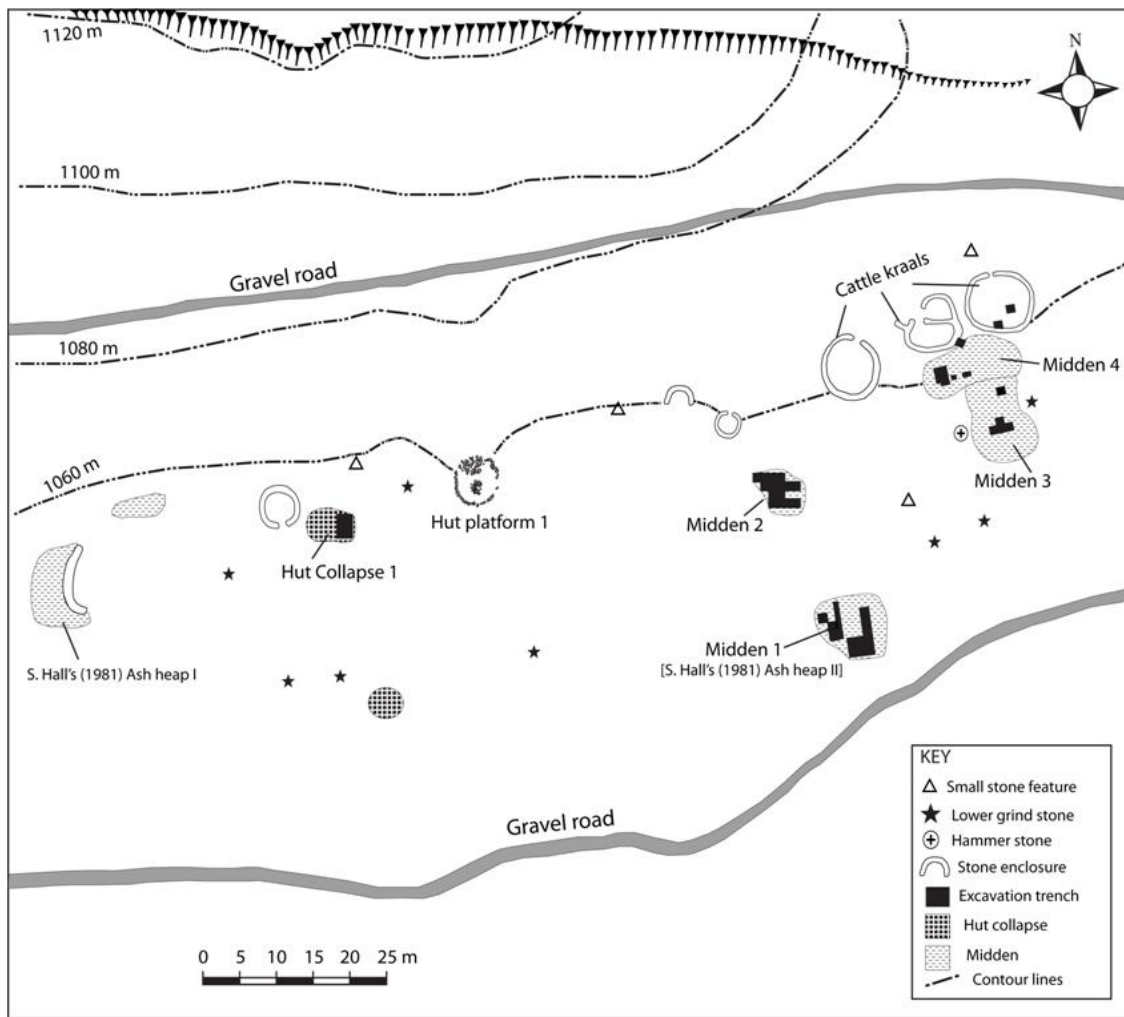 1120 m
N
1100 m
Gravel road
Cattle kraals
1080 m
Midden 4
1060 m
Midden 3
Hut platform 1
Midden 2
Hut Collapse 1
Midden 1
[S. Hall's (1981) Ash heap II]
S. Hall's (1981) Ash heap I
Gravel road
KEY
Small stone feature
Lower grind stone
Hammer stone
Stone enclosure
Excavation trench
Hut collapse
Midden
Contour lines
0 5 10 15 20 25 m